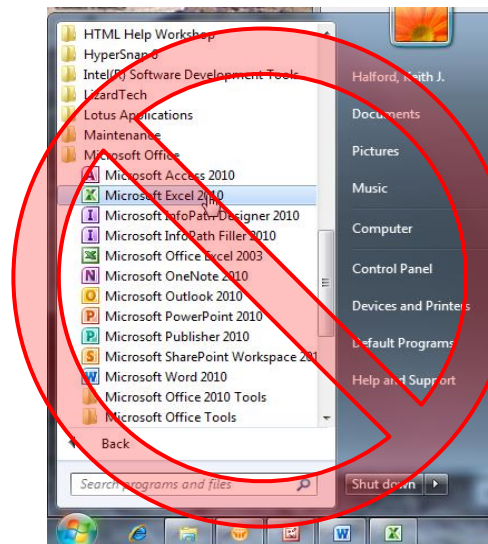 HTML Help Workshop
HyperSnap 6
Intel(R) Software Development Tools
LizardTech
Lotus Applications
Maintenance
Microsoft Office
Microsoft Access 2010
Microsoft Excel 2010
Microsoft InfoPath Designer 2010
Microsoft InfoPath Filler 2010
Microsoft Office Excel 2003
Microsoft OneNote 2010
Microsoft Outlook 2010
Microsoft PowerPoint 2010
Microsoft Publisher 2010
Microsoft SharePoint Workspace 201
Microsoft Word 2010
Microsoft Office 2010 Tools
Microsoft Office Tools
Back
Search programs and files
Halford, Keith J.
Documents
Pictures
Music
Computer
Control Panel
Devices and Printers
Default Programs
Help and Support
Shut down